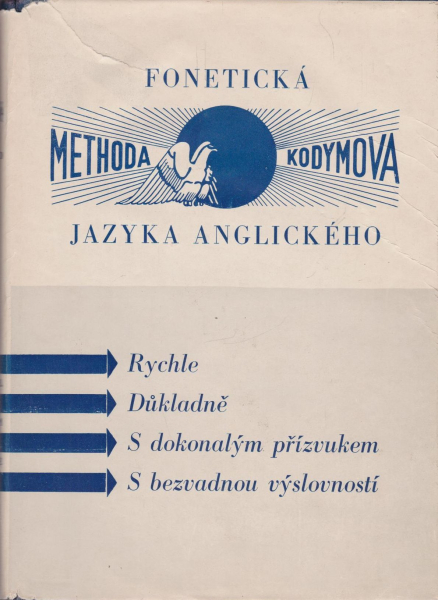 FONETICKÁ
METHODA KODYMOVA
JAZYKA ANGLICKÉHO
Rychle
Důkladně
S dokonalým přízvukem
S bezvadnou výslovností